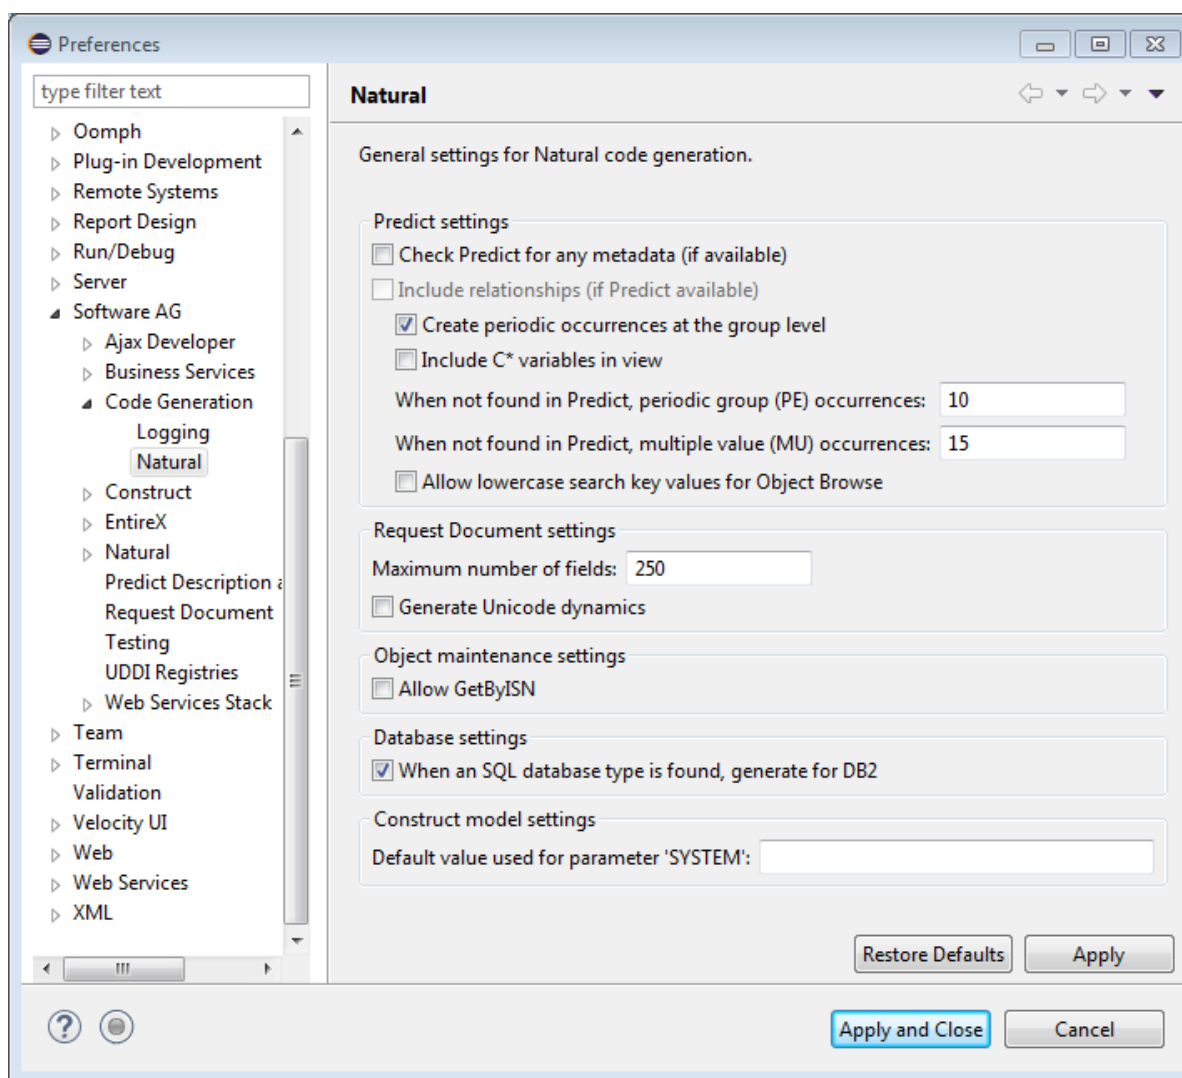 Preferences
type filter text
Oomph
Plug-in Development
Remote Systems
Report Design
Run/Debug
Server
Software AG
Ajax Developer
Business Services
Code Generation
Logging
Natural
Construct
EntireX
Natural
Predict Description a
Request Document
Testing
UDDI Registries
Web Services Stack
Team
Terminal
Validation
Velocity UI
Web
Web Services
XML
Natural
General settings for Natural code generation.
Predict settings
Check Predict for any metadata (if available)
Include relationships (if Predict available)
Create periodic occurrences at the group level
Include C* variables in view
When not found in Predict, periodic group (PE) occurrences: 10
When not found in Predict, multiple value (MU) occurrences: 15
Allow lowercase search key values for Object Browse
Request Document settings
Maximum number of fields: 250
Generate Unicode dynamics
Object maintenance settings
Allow GetByISN
Database settings
When an SQL database type is found, generate for DB2
Construct model settings
Default value used for parameter 'SYSTEM':
Restore Defaults Apply
? Apply and Close Cancel